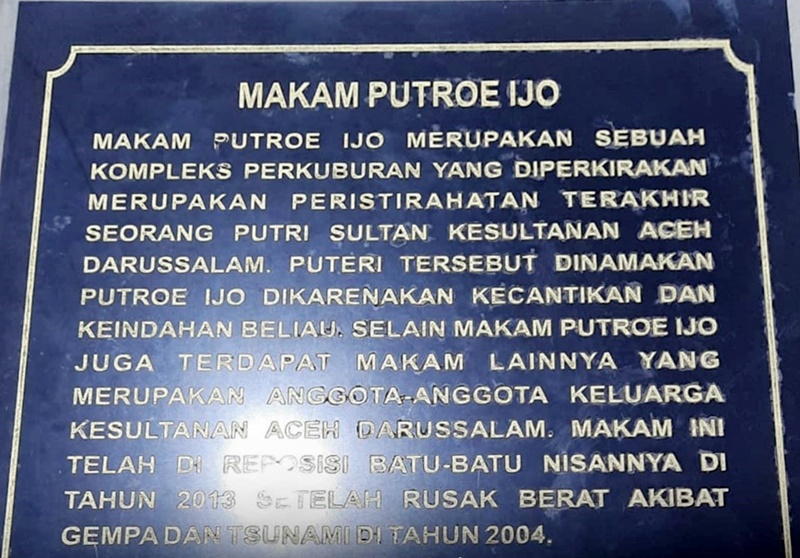 MAKAM PUTROE IJO
MAKAM PUTROE IJO MERUPAKAN SEBUAH
KOMPLEKS PERKUBURAN YANG DIPERKIRAKAN
MERUPAKAN PERISTIRAHATAN TERAKHIR
SEORANG PUTRI SULTAN KESULTANAN ACEH
DARUSSALAM. PUTERI TERSEBUT DINAMAKAN
PUTROE IJO DIKARENAKAN KECANTIKAN DAN
KEINDAHAN BELIAU. SELAIN MAKAM PUTROE IJO
JUGA TERDAPAT MAKAM LAINNYA YANG
MERUPAKAN ANGGOTA-ANGGOTA KELUARGA
KESULTANAN ACEH DARUSSALAM. MAKAM INI
TELAH DI REPOSISI BATU-BATU NISANNYA DI
TAHUN 2013 SETELAH RUSAK BERAT AKIBAT
GEMPA DAN TSUNAMI DI TAHUN 2004.